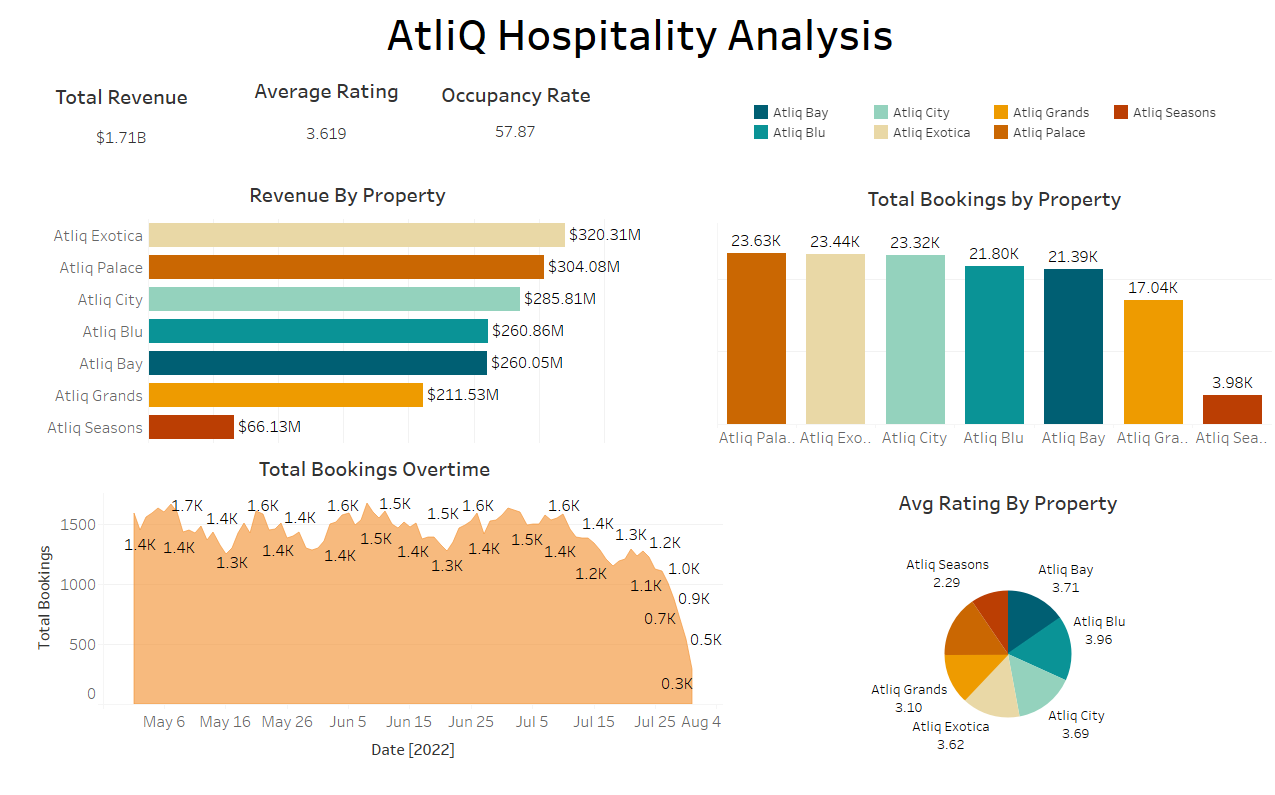 AtliQ Hospitality Analysis
Total Revenue
$1.71B
Average Rating
3.619
Occupancy Rate
57.87
Atliq Bay
Atliq City
Atliq Grands
Atliq Seasons
Atliq Blu
Atliq Exotica
Atliq Palace
Revenue By Property
Atliq Exotica $320.31M
Atliq Palace $304.08M
Atliq City $285.81M
Atliq Blu $260.86M
Atliq Bay $260.05M
Atliq Grands $211.53M
Atliq Seasons $66.13M
Total Bookings by Property
23.63K 23.44K 23.32K 21.80K 21.39K 17.04K 3.98K
Atliq Pala.. Atliq Exo.. Atliq City Atliq Blu Atliq Bay Atliq Gra.. Atliq Sea..
Total Bookings Overtime
Total Bookings
1500
1000
500
0
1.7K 1.4K 1.6K 1.4K 1.6K 1.5K 1.5K 1.6K 1.6K 1.4K 1.3K 1.2K
1.4K 1.4K 1.3K 1.4K 1.4K 1.5K 1.4K 1.3K 1.4K 1.5K 1.4K 1.2K 1.1K 1.0K
0.9K
0.7K
0.5K
0.3K
May 6 May 16 May 26 Jun 5 Jun 15 Jun 25 Jul 5 Jul 15 Jul 25 Aug 4
Date [2022]
Avg Rating By Property
Atliq Seasons
2.29
Atliq Bay
3.71
Atliq Blu
3.96
Atliq Grands
3.10
Atliq City
3.69
Atliq Exotica
3.62